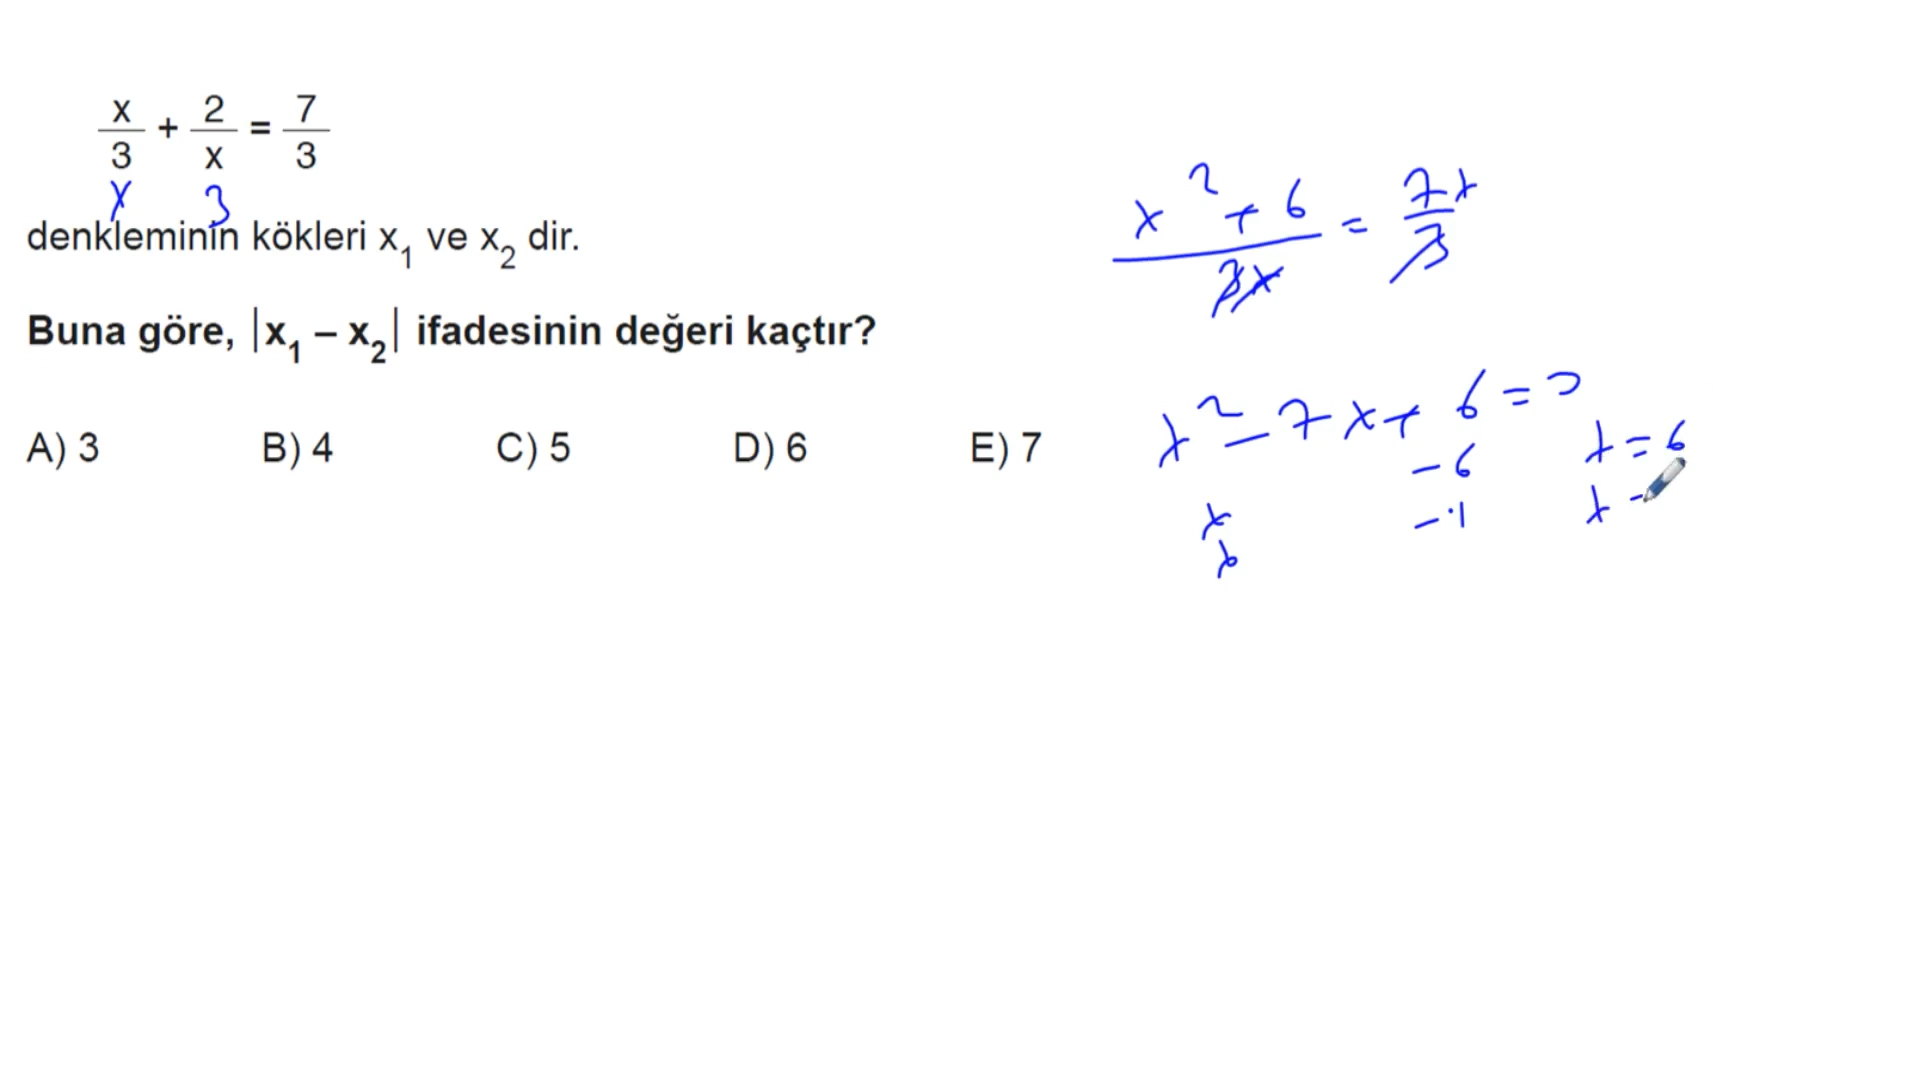 x/3 + 2/x = 7/3
x 3
denkleminin kökleri x₁ ve x₂ dir.
Buna göre, |x₁ – x₂| ifadesinin değeri kaçtır?
A) 3 B) 4 C) 5 D) 6 E) 7
x² + 6 / 3x = 7x / 3
x² - 7x + 6 = 0
-6
x -1
x
x = 6
x -